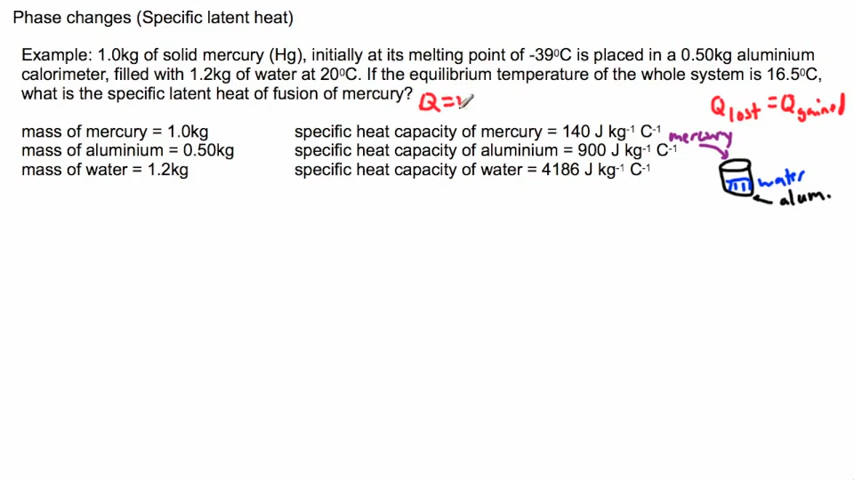 Phase changes (Specific latent heat)
Example: 1.0kg of solid mercury (Hg), initially at its melting point of -39⁰C is placed in a 0.50kg aluminium
calorimeter, filled with 1.2kg of water at 20⁰C. If the equilibrium temperature of the whole system is 16.5⁰C,
what is the specific latent heat of fusion of mercury?
Q=
Q lost = Q gained
mass of mercury = 1.0kg
specific heat capacity of mercury = 140 J kg⁻¹ C⁻¹
mercury
mass of aluminium = 0.50kg
specific heat capacity of aluminium = 900 J kg⁻¹ C⁻¹
mass of water = 1.2kg
specific heat capacity of water = 4186 J kg⁻¹ C⁻¹
water
alum.